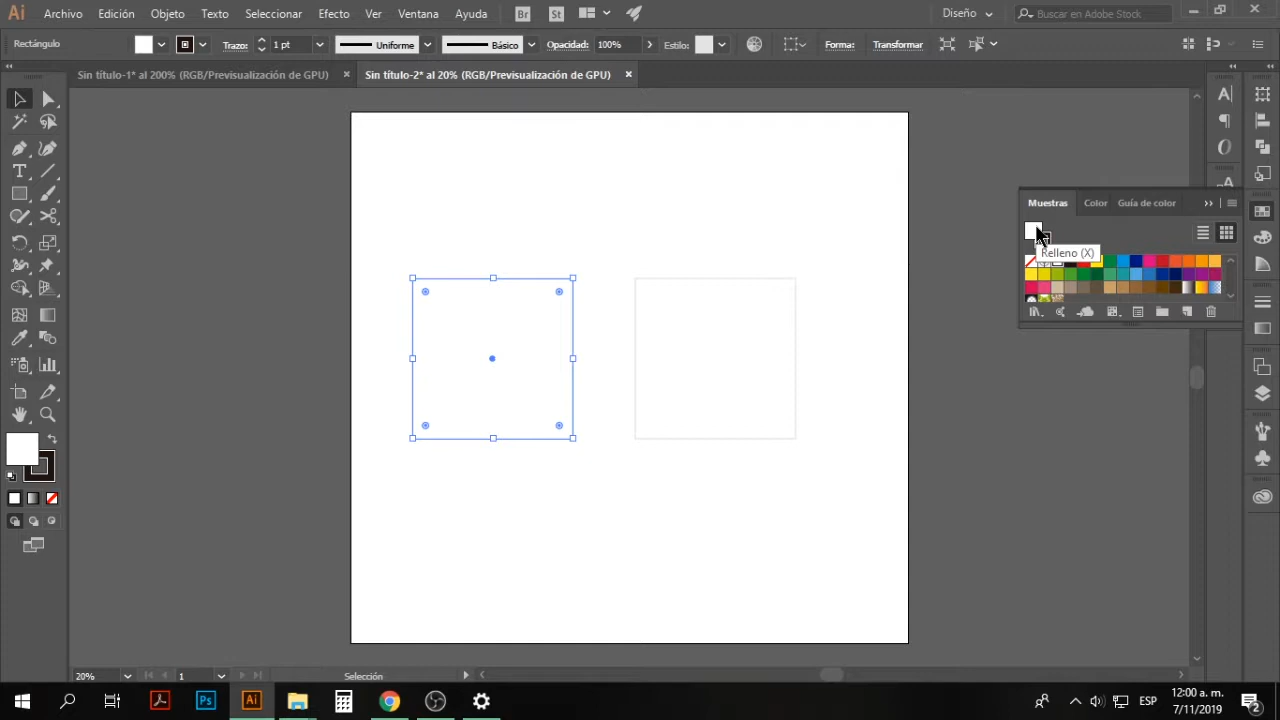 Ai Archivo Edición Objeto Texto Seleccionar Efecto Ver Ventana Ayuda Br St Diseño Buscar en Adobe Stock
Rectángulo Trazo: 1 pt Uniforme Básico Opacidad: 100% Estilo: Forma: Transformar
Sin título-1* al 200% (RGB/Previsualización de GPU) × Sin título-2* al 20% (RGB/Previsualización de GPU) ×
Muestras Color Guía de color
Relleno (X)
20% 1 Selección
Ps Ai ESP 12:00 a. m.
7/11/2019 2